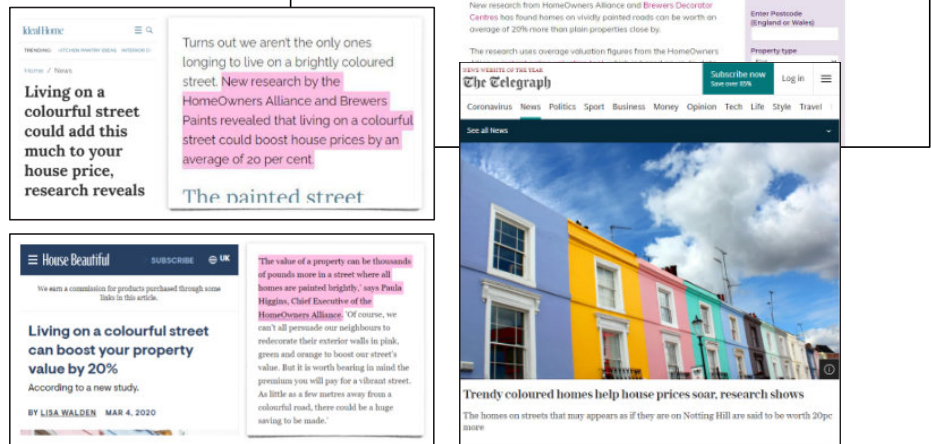 New research from HomeOwners Alliance and Brewers Decorator
Centres has found homes on vividly painted roads can be worth an
average of 20% more than plain properties close by.
The research uses average valuation figures from the HomeOwners
Enter Postcode
(England or Wales)
Property type
Ideal Home
TRENDING
KITCHEN PANTRY IDEAS
INTERIOR D
Home / News
Living on a
colourful street
could add this
much to your
house price,
research reveals
Turns out we aren't the only ones
longing to live on a brightly coloured
street. New research by the
HomeOwners Alliance and Brewers
Paints revealed that living on a colourful
street could boost house prices by an
average of 20 per cent.
The painted street
NEWS WEBSITE OF THE YEAR
The Telegraph
Subscribe now
Save over 85%
Log in
Coronavirus News Politics Sport Business Money Opinion Tech Life Style Travel
See all News
Trendy coloured homes help house prices soar, research shows
The homes on streets that may appears as if they are on Notting Hill are said to be worth 20pc
more
House Beautiful
SUBSCRIBE
UK
We earn a commission for products purchased through some
links in this article.
Living on a colourful street
can boost your property
value by 20%
According to a new study.
BY LISA WALDEN MAR 4, 2020
'The value of a property can be thousands
of pounds more in a street where all
homes are painted brightly,' says Paula
Higgins, Chief Executive of the
HomeOwners Alliance. 'Of course, we
can't all persuade our neighbours to
redecorate their exterior walls in pink,
green and orange to boost our street's
value. But it is worth bearing in mind the
premium you will pay for a vibrant street.
As little as a few metres away from a
colourful road, there could be a huge
saving to be made.'